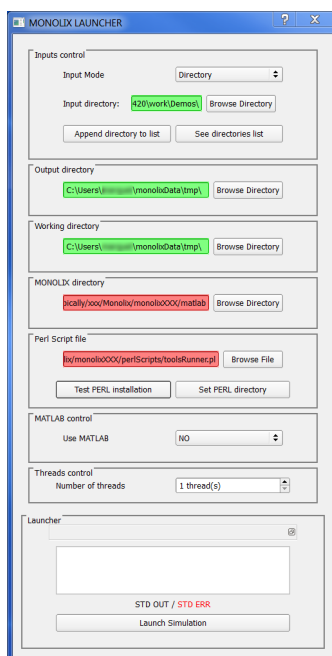 MONOLIX LAUNCHER
? X
Inputs control
Input Mode
Directory
Input directory:
420\work\Demos\
Browse Directory
Append directory to list
See directories list
Output directory
C:\Users\ \monolixData\tmp\
Browse Directory
Working directory
C:\Users\ \monolixData\tmp\
Browse Directory
MONOLIX directory
pically/xxx/Monolix/monolixXXX/matlab
Browse Directory
Perl Script file
lix/monolixXXX/perlScripts/toolsRunner.pl
Browse File
Test PERL installation
Set PERL directory
MATLAB control
Use MATLAB
NO
Threads control
Number of threads
1 thread(s)
Launcher
STD OUT / STD ERR
Launch Simulation